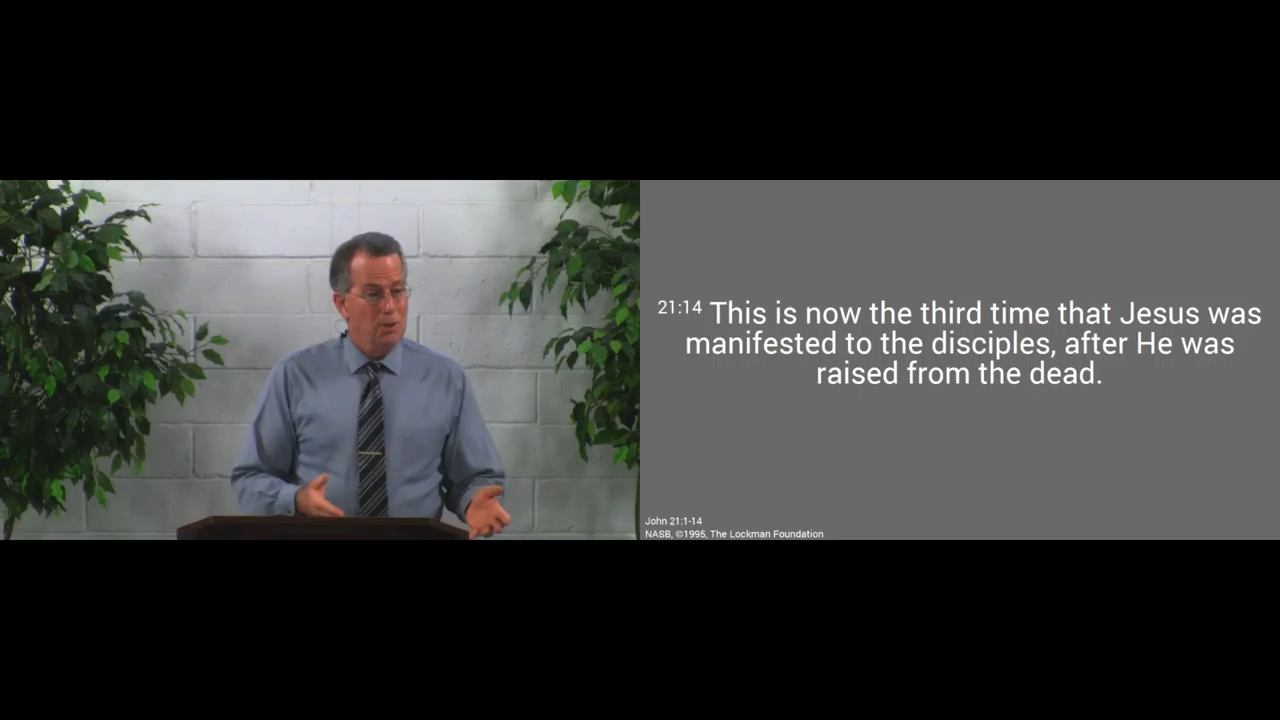 21:14 This is now the third time that Jesus was
manifested to the disciples, after He was
raised from the dead.
John 21:1-14
NASB, ©1995, The Lockman Foundation